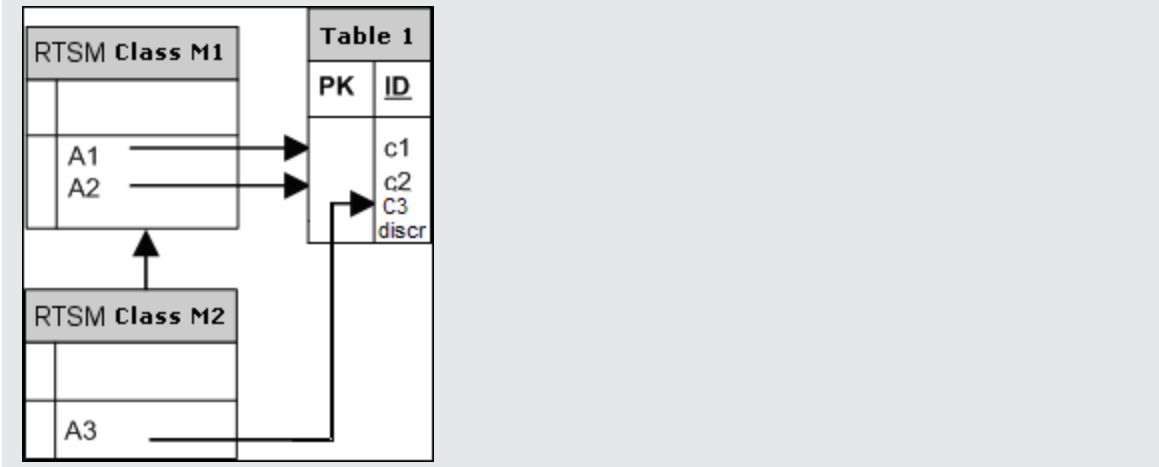 RTSM Class M1
A1
A2
Table 1
PK ID
c1
c2
C3
discr
RTSM Class M2
A3